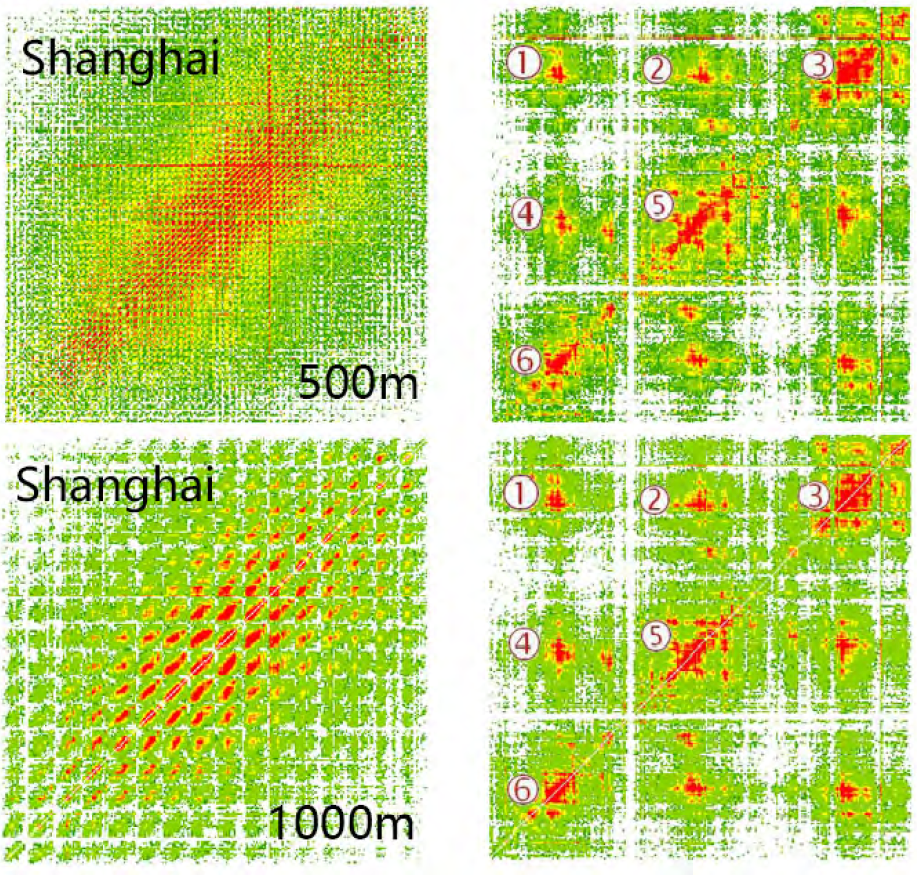 Shanghai
500m
① ② ③
④ ⑤
⑥
Shanghai
1000m
① ② ③
④ ⑤
⑥